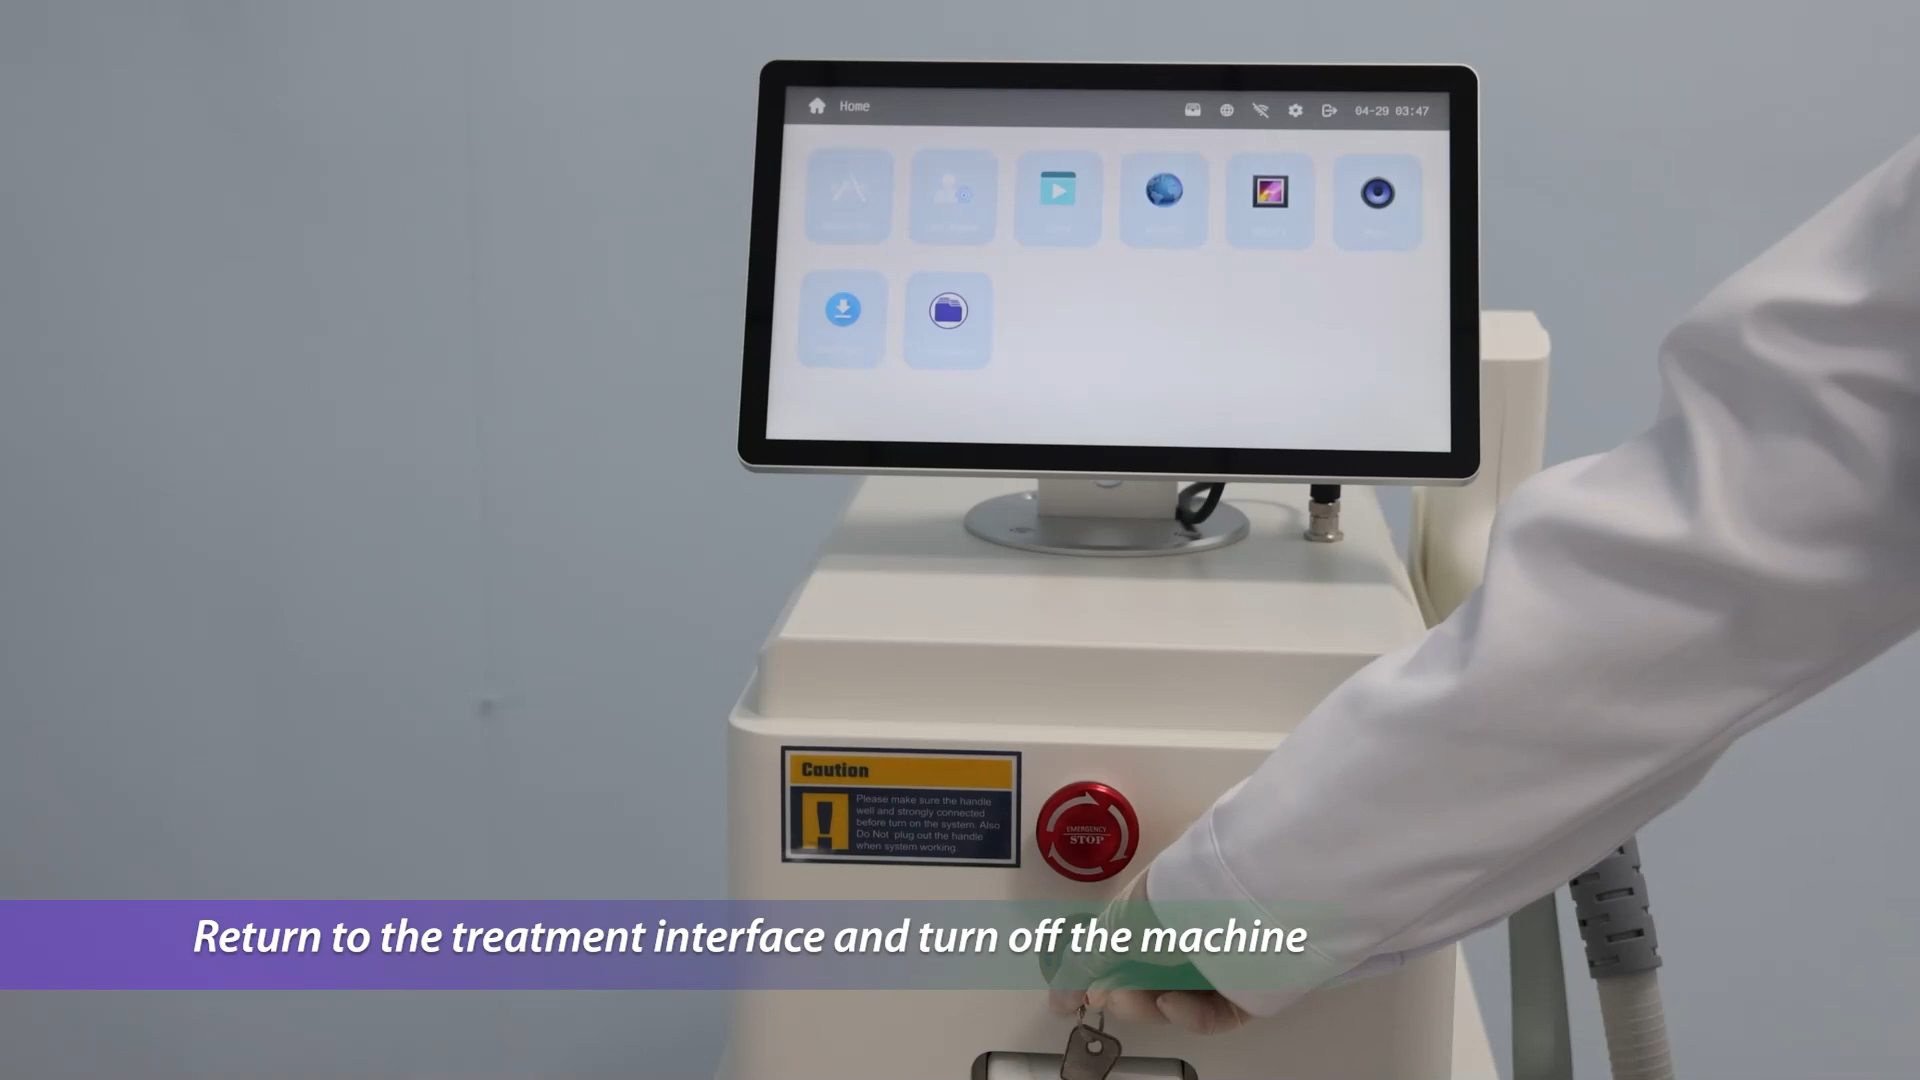 Home
04-29 03:47
Caution
Please make sure the handle
well and strongly connected
before turn on the system. Also
Do Not plug out the handle
when system working.
EMERGENCY
STOP
Return to the treatment interface and turn off the machine